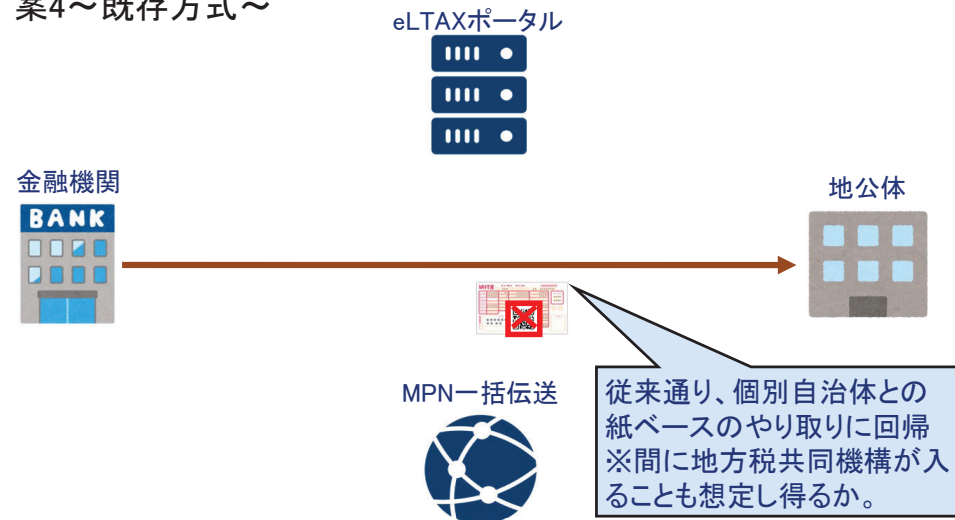 案4～既存方式～
eLTAXポータル
金融機関
BANK
地公体
納付書
MPN一括伝送
従来通り、個別自治体との
紙ベースのやり取りに回帰
※間に地方税共同機構が入
ることも想定し得るか。